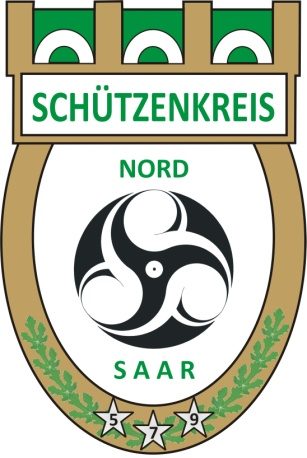 SCHÜTZENKREIS
NORD
SAAR
5 7 9